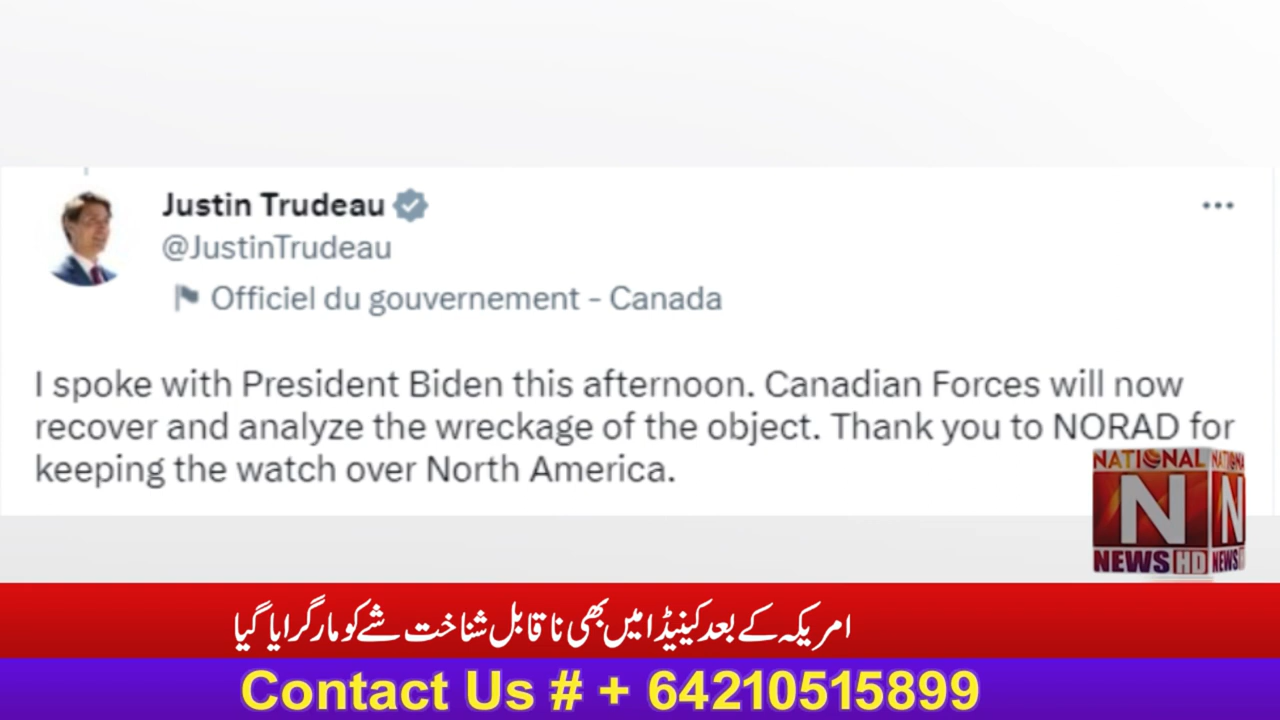 Justin Trudeau
@JustinTrudeau
Officiel du gouvernement - Canada
I spoke with President Biden this afternoon. Canadian Forces will now
recover and analyze the wreckage of the object. Thank you to NORAD for
keeping the watch over North America.
NATIONAL NATIONA
N N
NEWS HD NEWS
امریکہ کے بعد کینیڈا میں بھی ناقابل شناخت شے کو مار گرایا گیا
Contact Us # + 64210515899